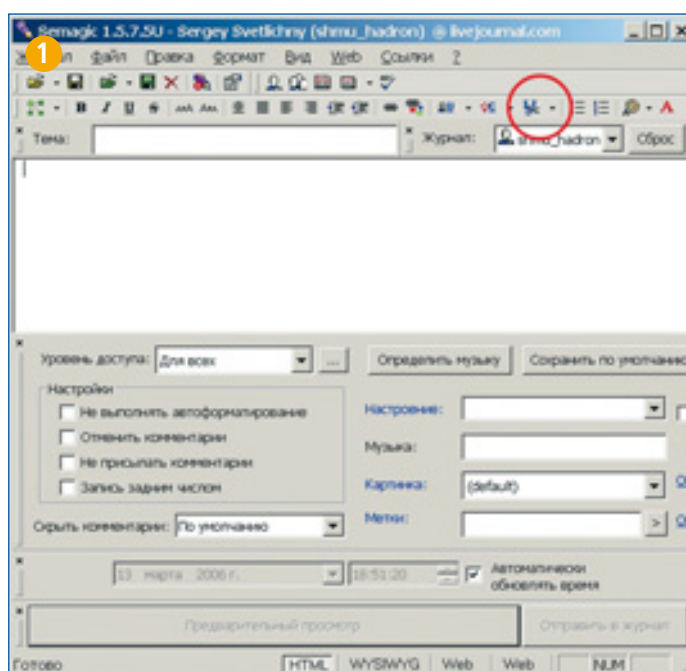 Semagic 1.5.7.5U - Sergey Svetlichny (shmu_hadron) @ livejournal.com
1
Файл Правка Формат Вид Web Ссылки ?
Тема: Журнал: shmu_hadron Сброс
Уровень доступа: Для всех ... Определить музыку Сохранить по умолчанию
Настройки
Не выполнять автоформатирование
Отменить комментарии
Не присылать комментарии
Запись задним числом
Настроение:
Музыка:
Картинка: (default)
Метки: >
Скрыть комментарии: По умолчанию
13 марта 2006 г. 16:51:20 Автоматически
обновлять время
Предварительный просмотр Отправить в журнал
Готово HTML WYSIWYG Web Web NUM